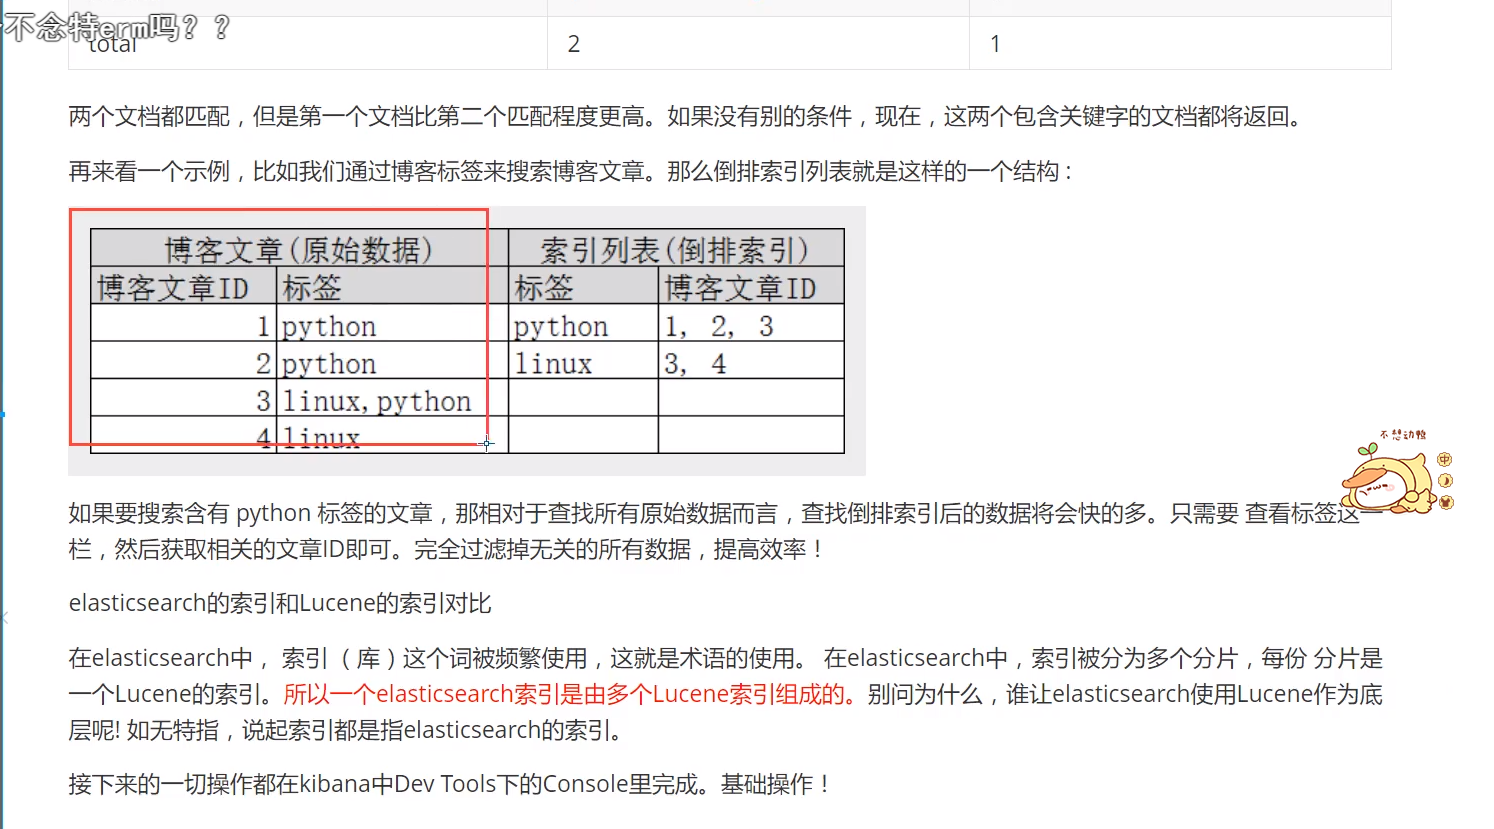 不念特erm吗？？
total 2 1
两个文档都匹配，但是第一个文档比第二个匹配程度更高。如果没有别的条件，现在，这两个包含关键字的文档都将返回。
再来看一个示例，比如我们通过博客标签来搜索博客文章。那么倒排索引列表就是这样的一个结构：
博客文章(原始数据) 索引列表(倒排索引)
博客文章ID 标签 标签 博客文章ID
1 python python 1, 2, 3
2 python linux 3, 4
3 linux,python
4 linux
不想动鸭
中
如果要搜索含有 python 标签的文章，那相对于查找所有原始数据而言，查找倒排索引后的数据将会快的多。只需要 查看标签这一
栏，然后获取相关的文章ID即可。完全过滤掉无关的所有数据，提高效率！
elasticsearch的索引和Lucene的索引对比
在elasticsearch中， 索引（库）这个词被频繁使用，这就是术语的使用。 在elasticsearch中，索引被分为多个分片，每份 分片是
一个Lucene的索引。所以一个elasticsearch索引是由多个Lucene索引组成的。别问为什么，谁让elasticsearch使用Lucene作为底
层呢! 如无特指，说起索引都是指elasticsearch的索引。
接下来的一切操作都在kibana中Dev Tools下的Console里完成。基础操作！